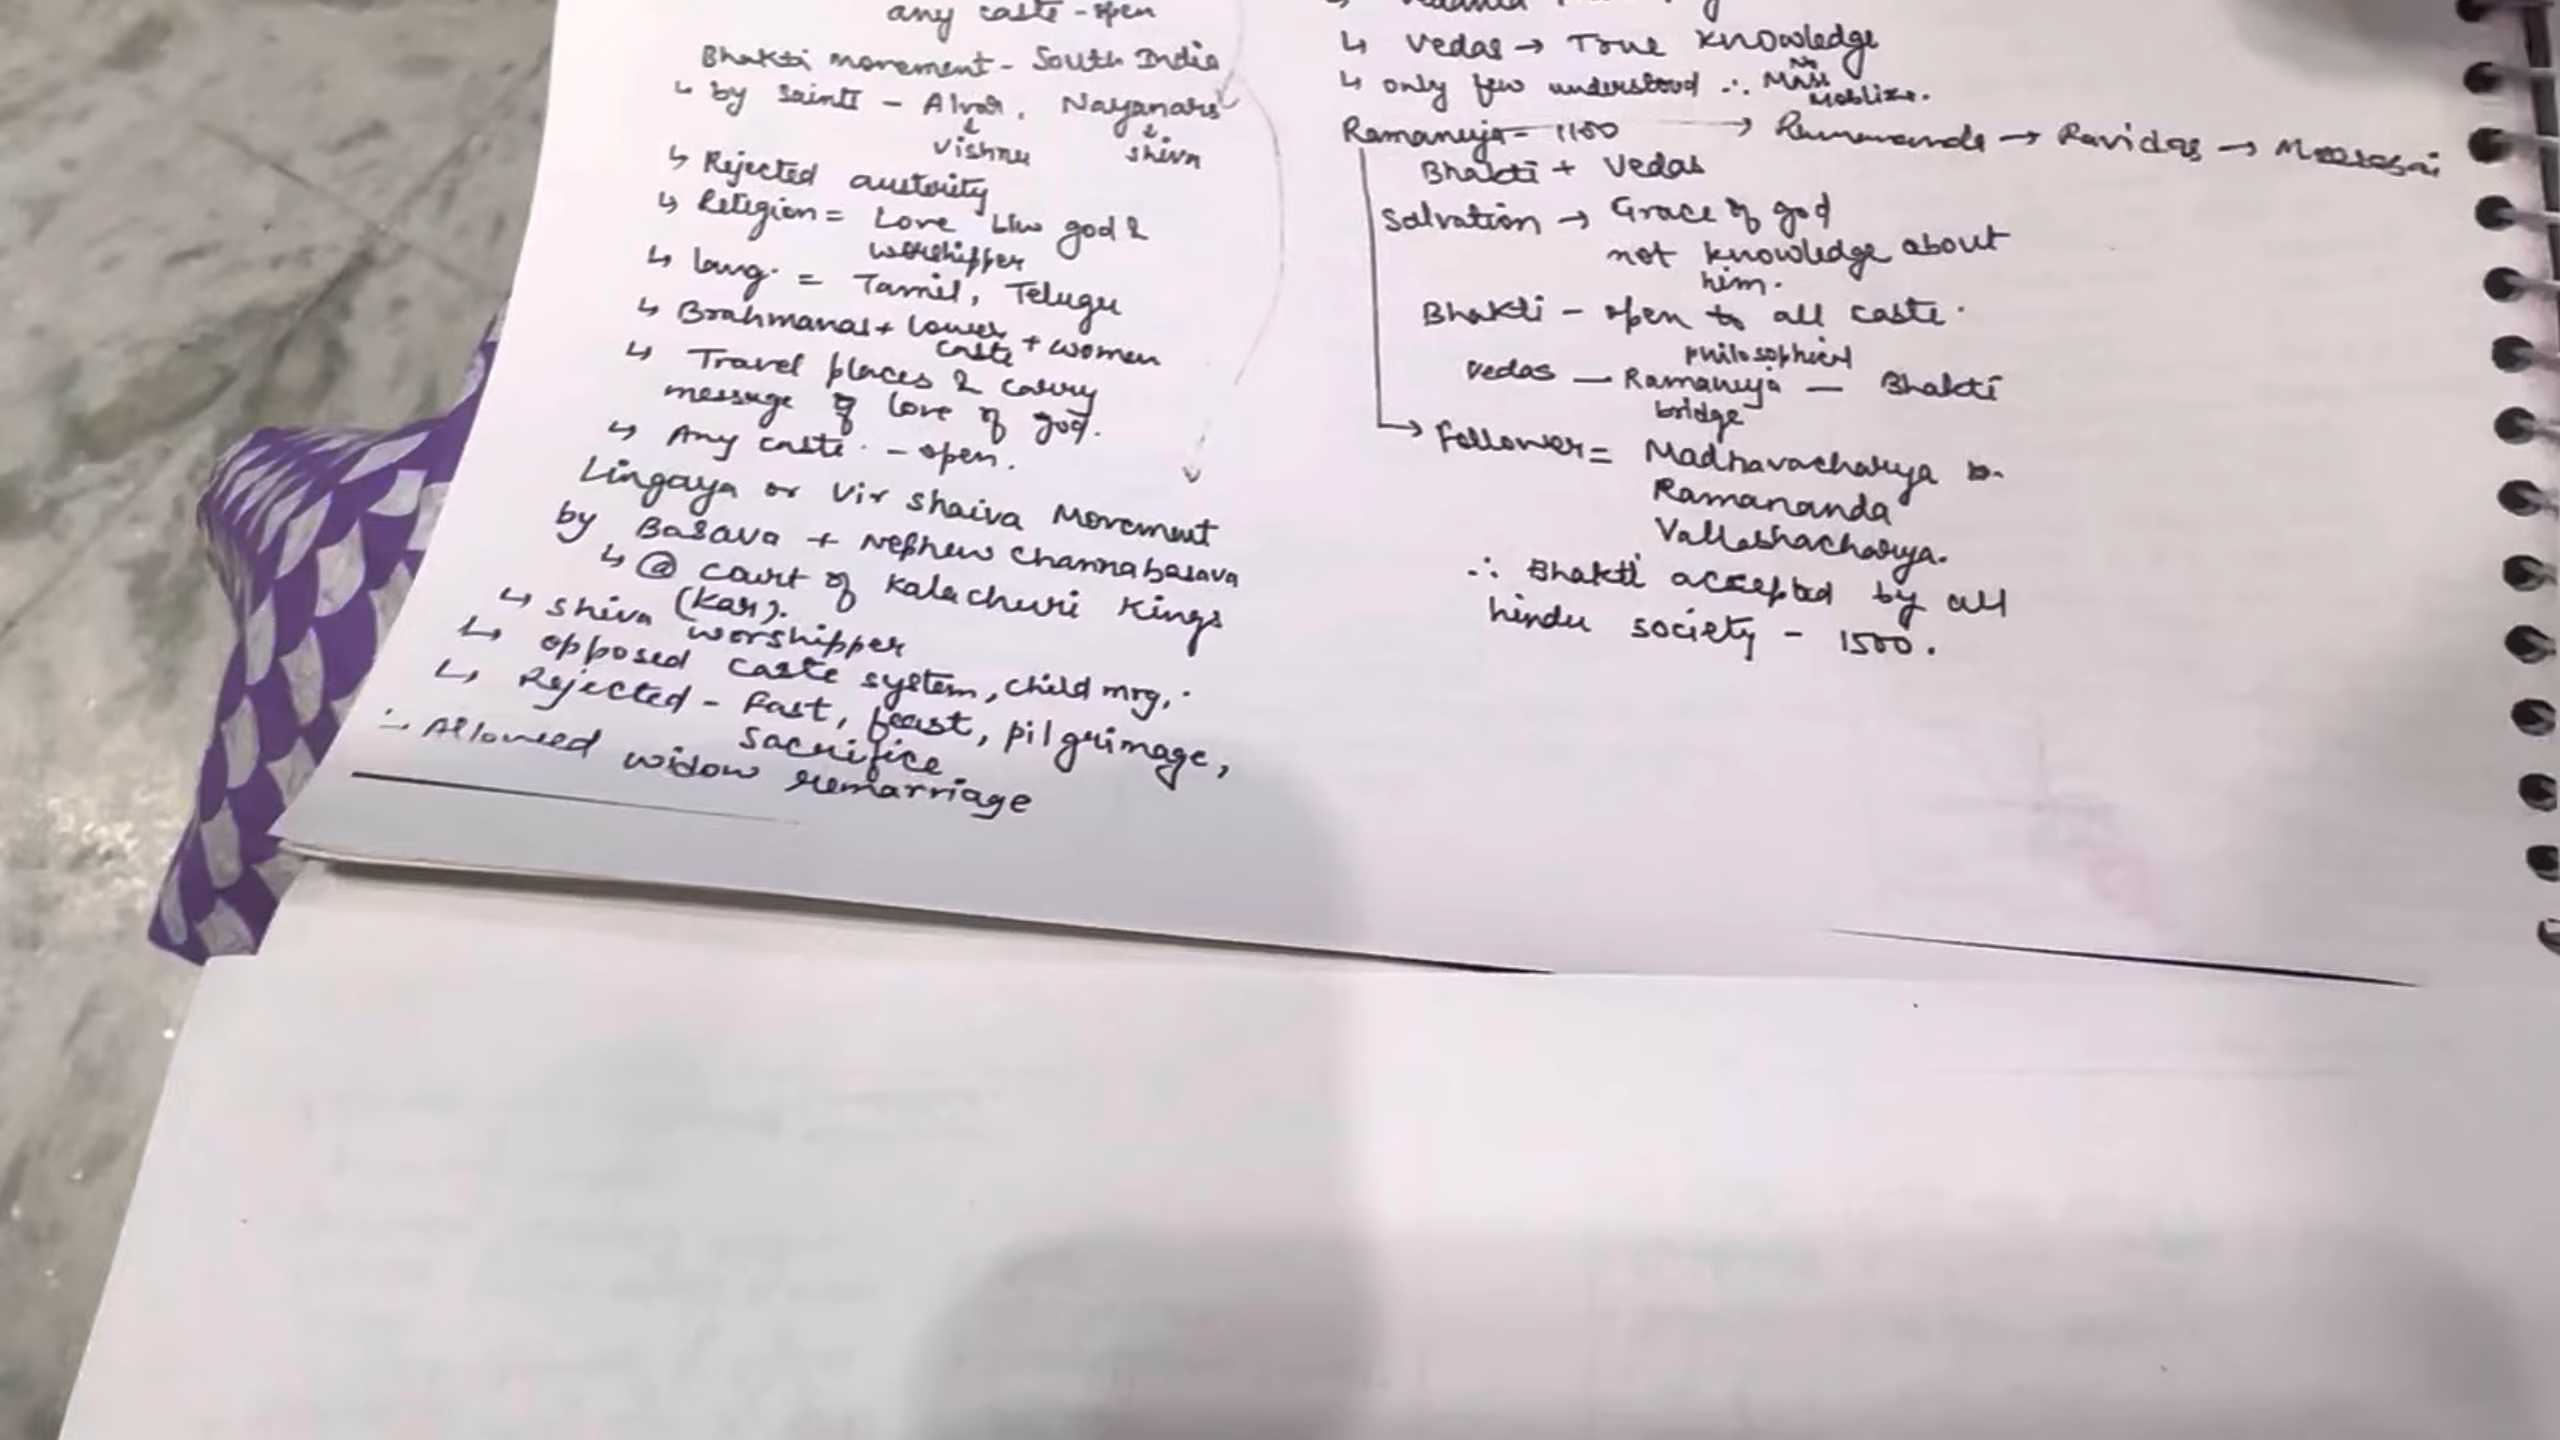 any caste - open
Bhakti movement - South India
↳ by saints - Alvar, Nayanars
↓ ↓
Vishnu shiva
↳ Rejected austerity
↳ Religion = Love b/w god &
worshipper
↳ lang. = Tamil, Telugu
↳ Brahmanas + lower + women
caste
↳ Travel places & carry
message of love of god.
↳ Any caste - open.
Lingaya or Vir shaiva Movement
by Basava + Nephew Channabasava
↳ @ court of Kalachuri Kings
(Kar).
↳ Shiva worshipper
↳ opposed caste system, child mrg,
↳ Rejected - Fast, feast, pilgrimage,
sacrifice
∴ Allowed widow remarriage
↳ Vedas → True knowledge
↳ only few understood ∴ No Mass
Moblize.
Ramanuja - 1100 → Ramananda → Ravidas → Meerabai
Bhakti + Vedas
Salvation → Grace of god
not knowledge about
him.
Bhakti - open to all caste.
philosophical
vedas — Ramanuja — Bhakti
bridge
→ Follower = Madhavacharya
Ramananda
Vallabhacharya.
∴ Bhakti accepted by all
hindu society - 1500.